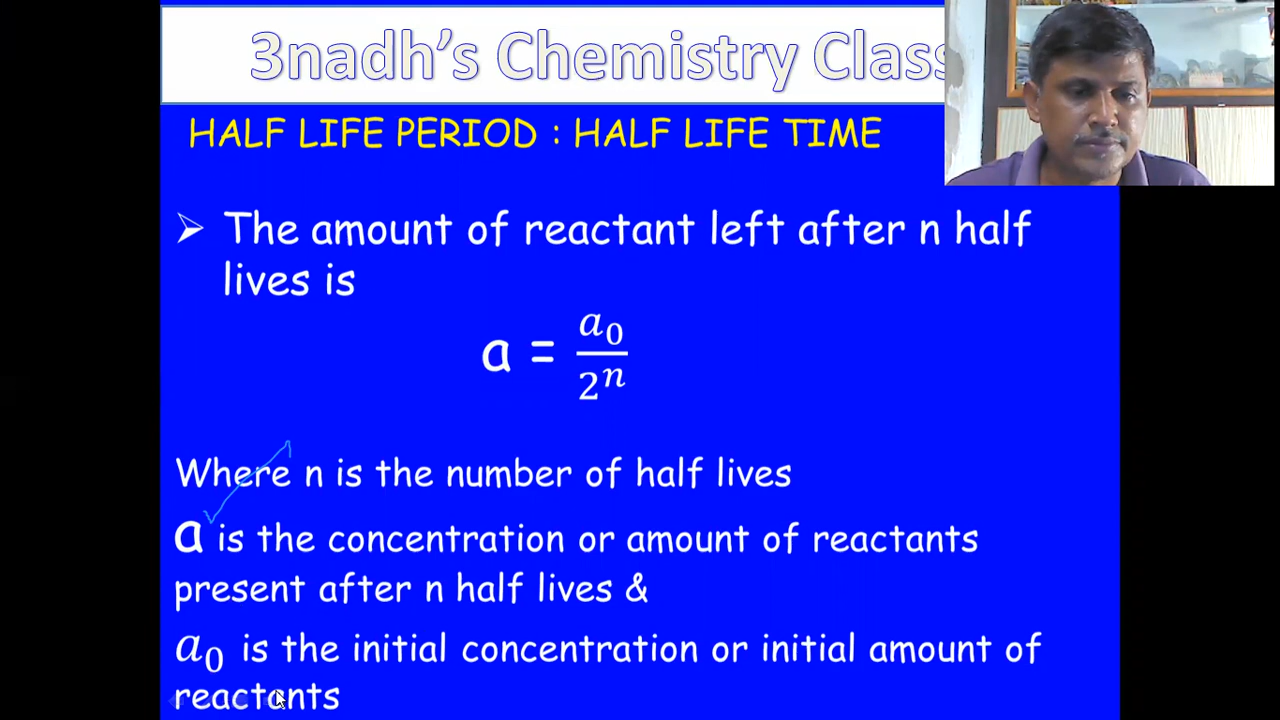 3nadh's Chemistry Class
HALF LIFE PERIOD : HALF LIFE TIME
➢ The amount of reactant left after n half
lives is
a = a₀/2ⁿ
Where n is the number of half lives
a is the concentration or amount of reactants
present after n half lives &
a₀ is the initial concentration or initial amount of
reactants